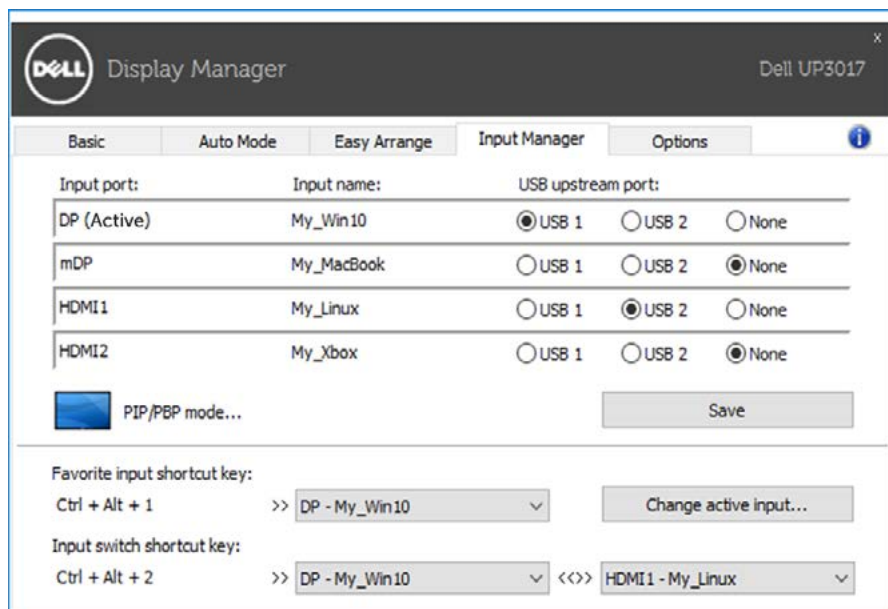 DELL Display Manager Dell UP3017 x
Basic Auto Mode Easy Arrange Input Manager Options i
Input port: Input name: USB upstream port:
DP (Active) My_Win10 USB 1 USB 2 None
mDP My_MacBook USB 1 USB 2 None
HDMI1 My_Linux USB 1 USB 2 None
HDMI2 My_Xbox USB 1 USB 2 None
PIP/PBP mode... Save
Favorite input shortcut key:
Ctrl + Alt + 1 >> DP - My_Win10 Change active input...
Input switch shortcut key:
Ctrl + Alt + 2 >> DP - My_Win10 <<>> HDMI1 - My_Linux